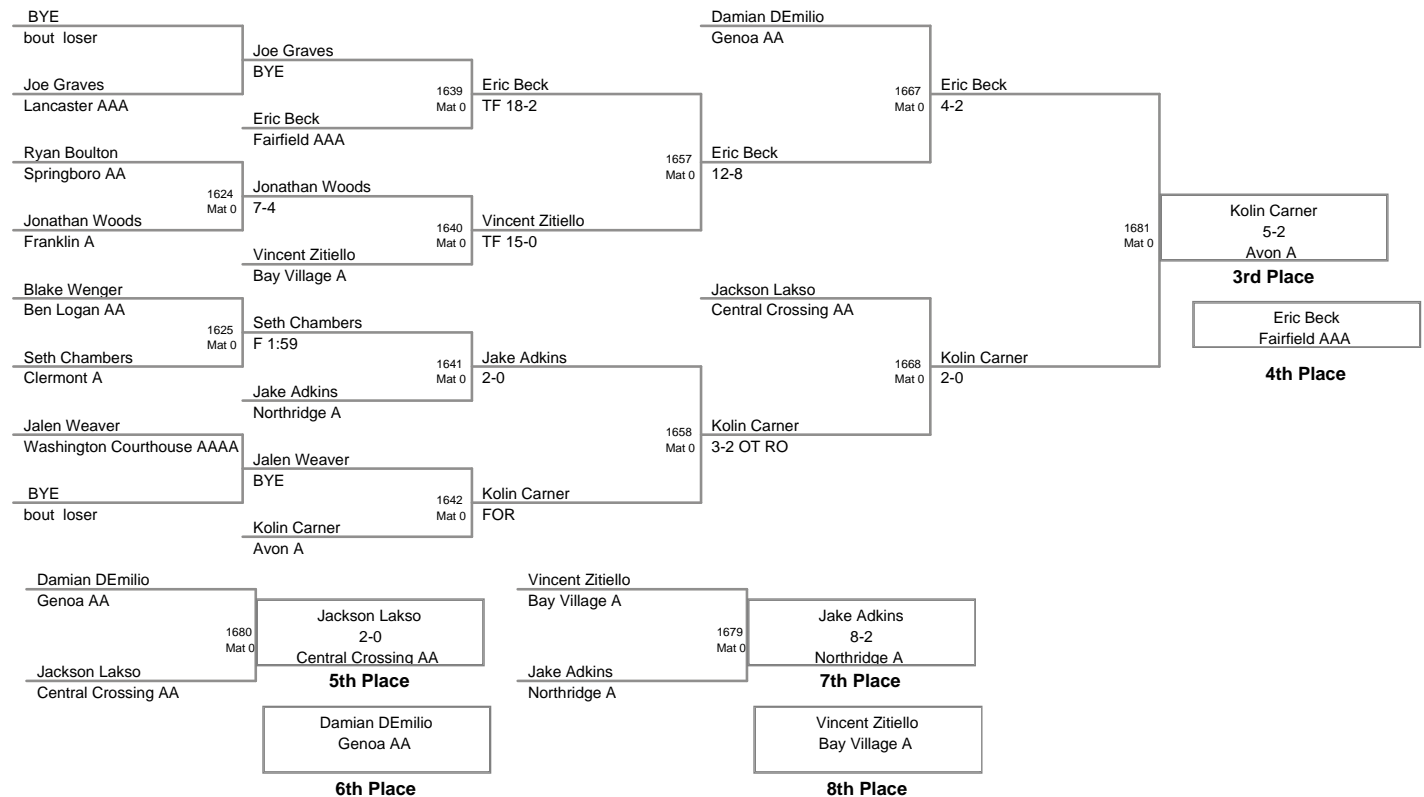 BYE
bout loser
Joe Graves
Lancaster AAA
Ryan Boulton
Springboro AA
1624
Mat 0
Jonathan Woods
Franklin A
Blake Wenger
Ben Logan AA
1625
Mat 0
Seth Chambers
Clermont A
Jalen Weaver
Washington Courthouse AAAA
BYE
bout loser
Joe Graves
BYE
1639
Mat 0
Eric Beck
Fairfield AAA
Jonathan Woods
7-4
1640
Mat 0
Vincent Zitiello
Bay Village A
Seth Chambers
F 1:59
1641
Mat 0
Jake Adkins
Northridge A
Jalen Weaver
BYE
1642
Mat 0
Kolin Carner
Avon A
Eric Beck
TF 18-2
1657
Mat 0
Vincent Zitiello
TF 15-0
Jake Adkins
2-0
1658
Mat 0
Kolin Carner
FOR
Damian DEmilio
Genoa AA
1667
Mat 0
Eric Beck
12-8
Jackson Lakso
Central Crossing AA
1668
Mat 0
Kolin Carner
3-2 OT RO
Eric Beck
4-2
1681
Mat 0
Kolin Carner
2-0
Kolin Carner
5-2
Avon A
3rd Place
Eric Beck
Fairfield AAA
4th Place
Damian DEmilio
Genoa AA
1680
Mat 0
Jackson Lakso
Central Crossing AA
Jackson Lakso
2-0
Central Crossing AA
5th Place
Damian DEmilio
Genoa AA
6th Place
Vincent Zitiello
Bay Village A
1679
Mat 0
Jake Adkins
Northridge A
Jake Adkins
8-2
Northridge A
7th Place
Vincent Zitiello
Bay Village A
8th Place